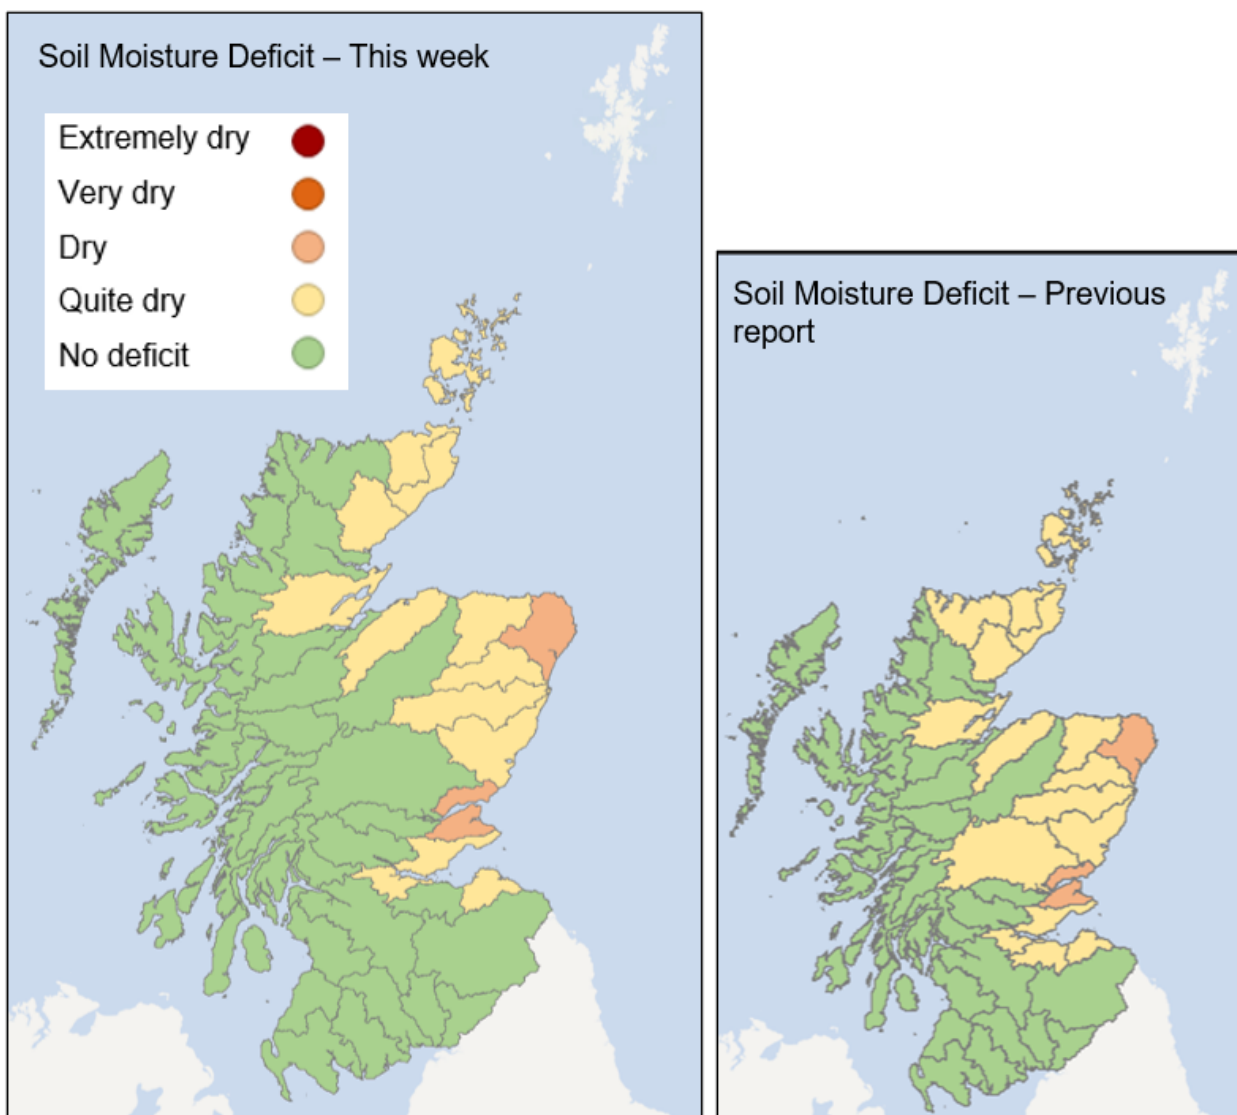 Soil Moisture Deficit – This week
Extremely dry
Very dry
Dry
Quite dry
No deficit
Soil Moisture Deficit – Previous
report